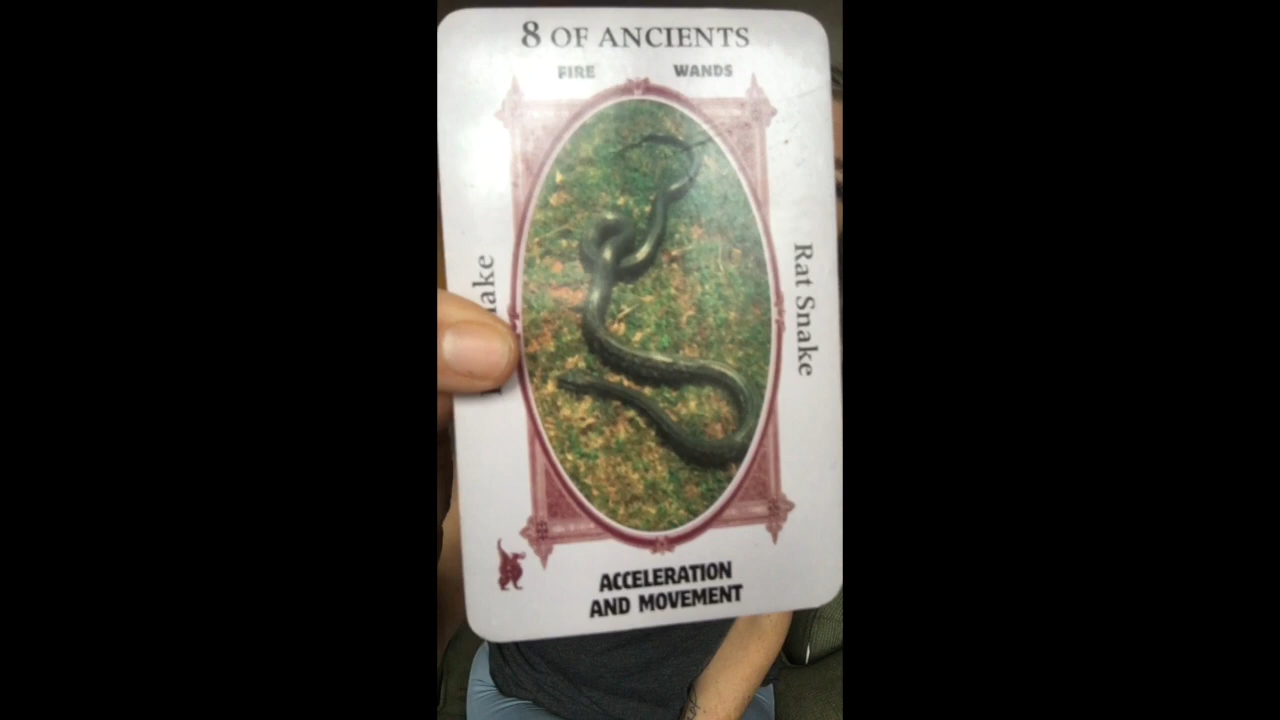 8 OF ANCIENTS
FIRE WANDS
Rat Snake
ACCELERATION
AND MOVEMENT